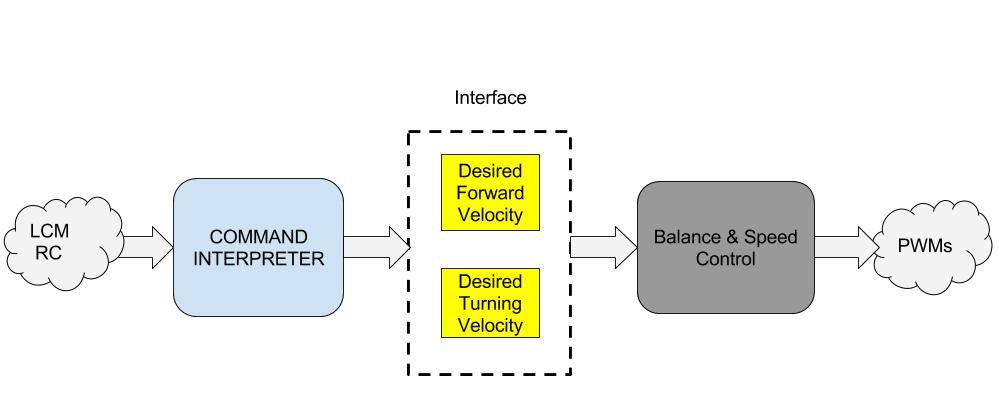 Interface
LCM
RC
COMMAND
INTERPRETER
Desired
Forward
Velocity
Desired
Turning
Velocity
Balance & Speed
Control
PWMs